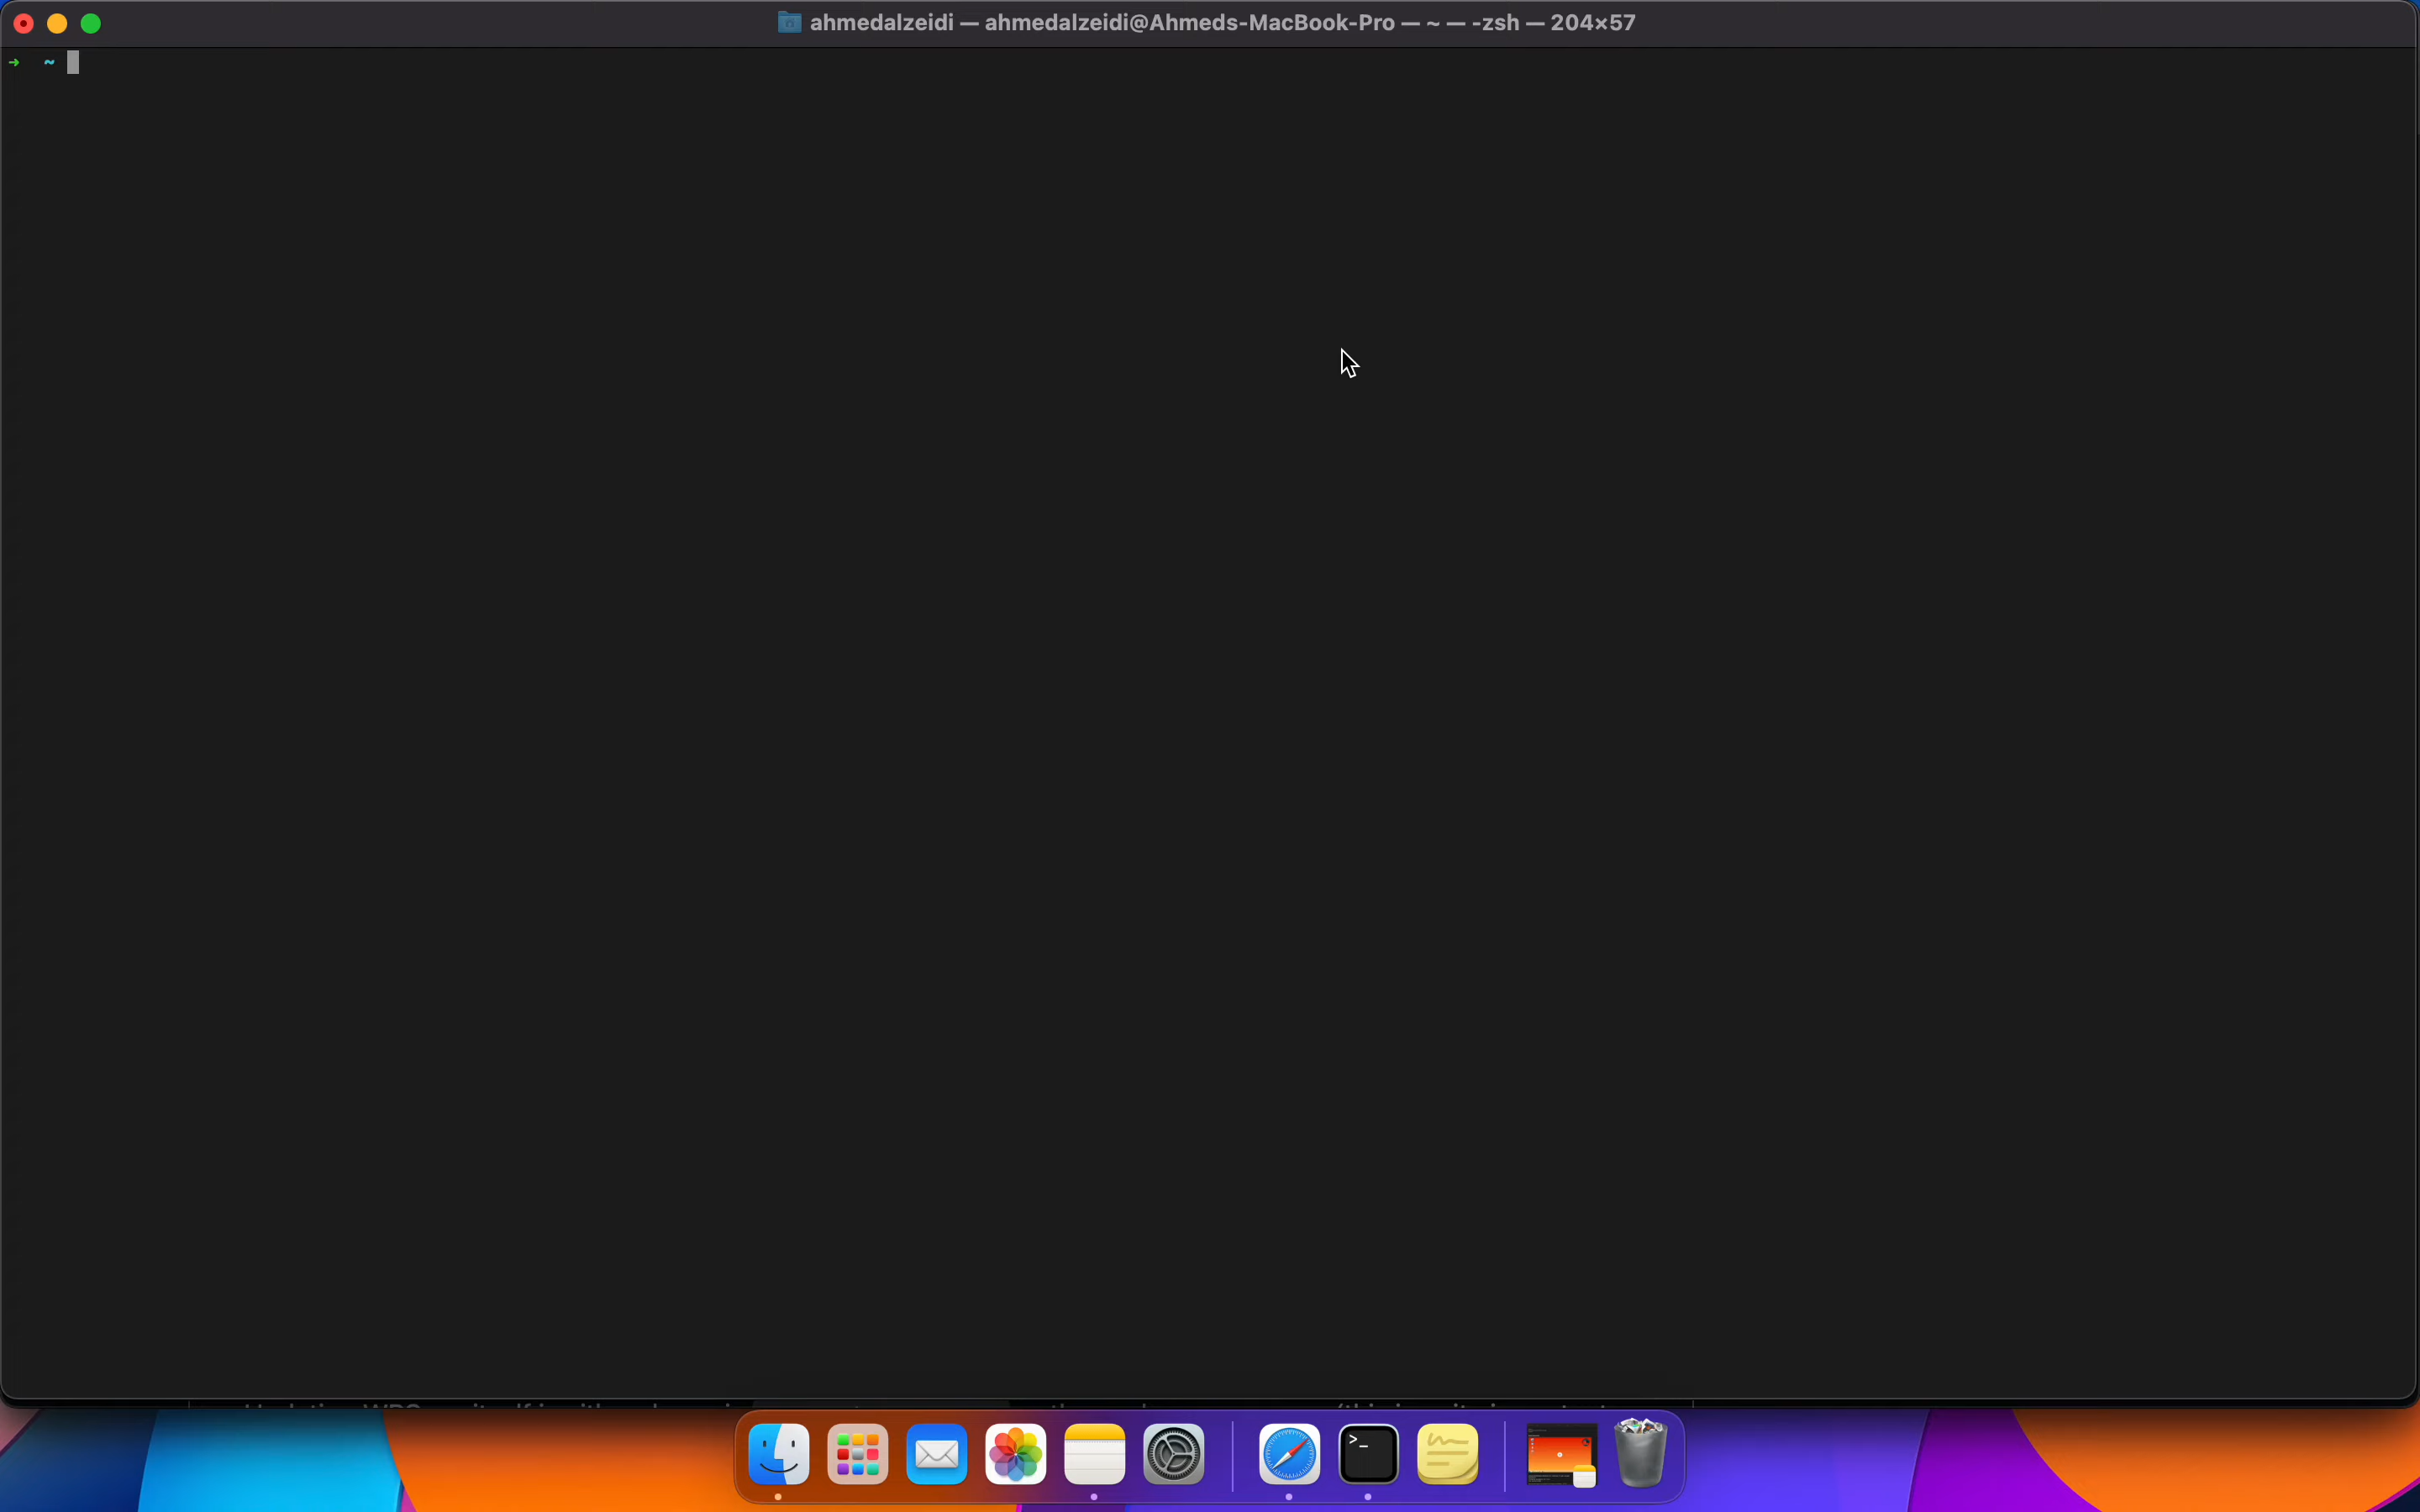 ahmedalzeidi — ahmedalzeidi@Ahmeds-MacBook-Pro — ~ — -zsh — 204×57
➜ ~
>_